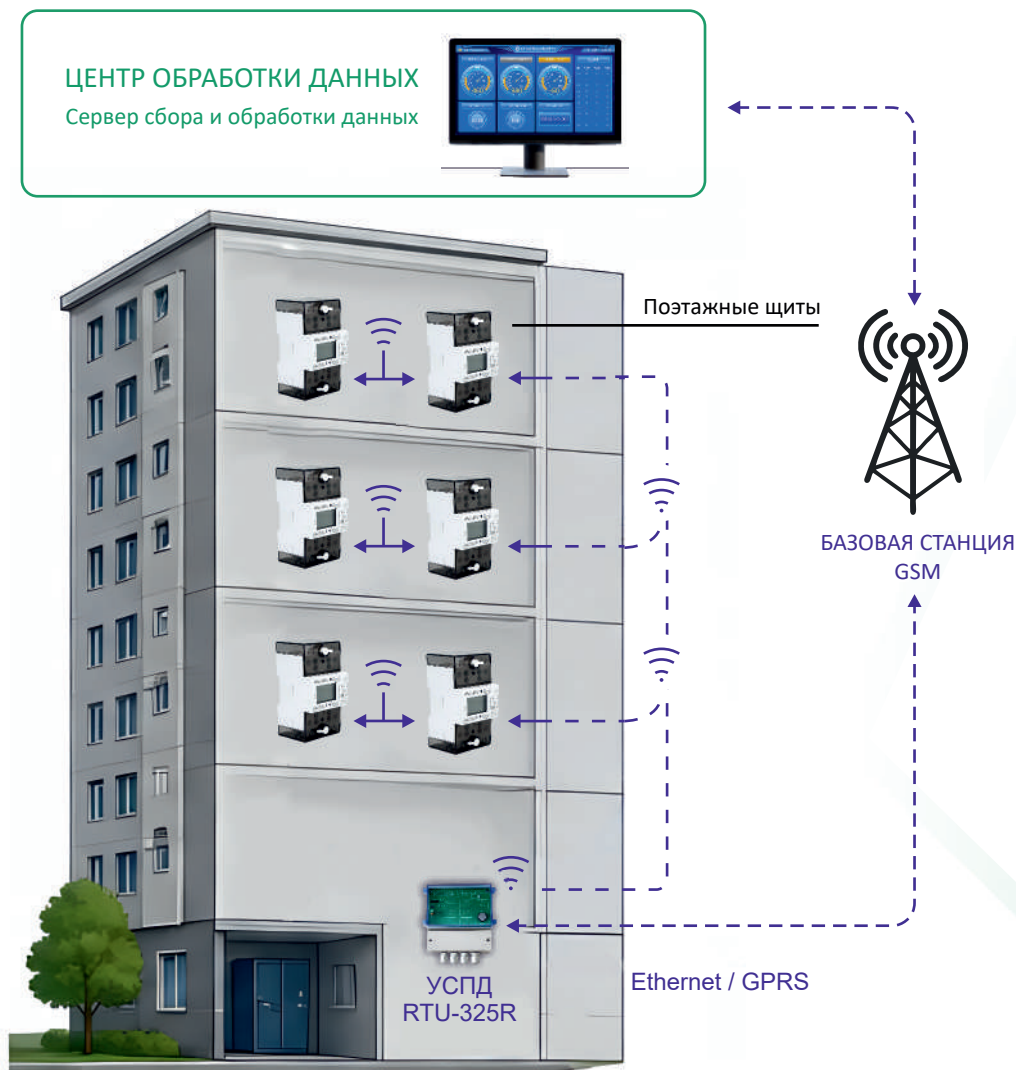 ЦЕНТР ОБРАБОТКИ ДАННЫХ
Сервер сбора и обработки данных
Поэтажные щиты
БАЗОВАЯ СТАНЦИЯ
GSM
Ethernet / GPRS
УСПД
RTU-325R